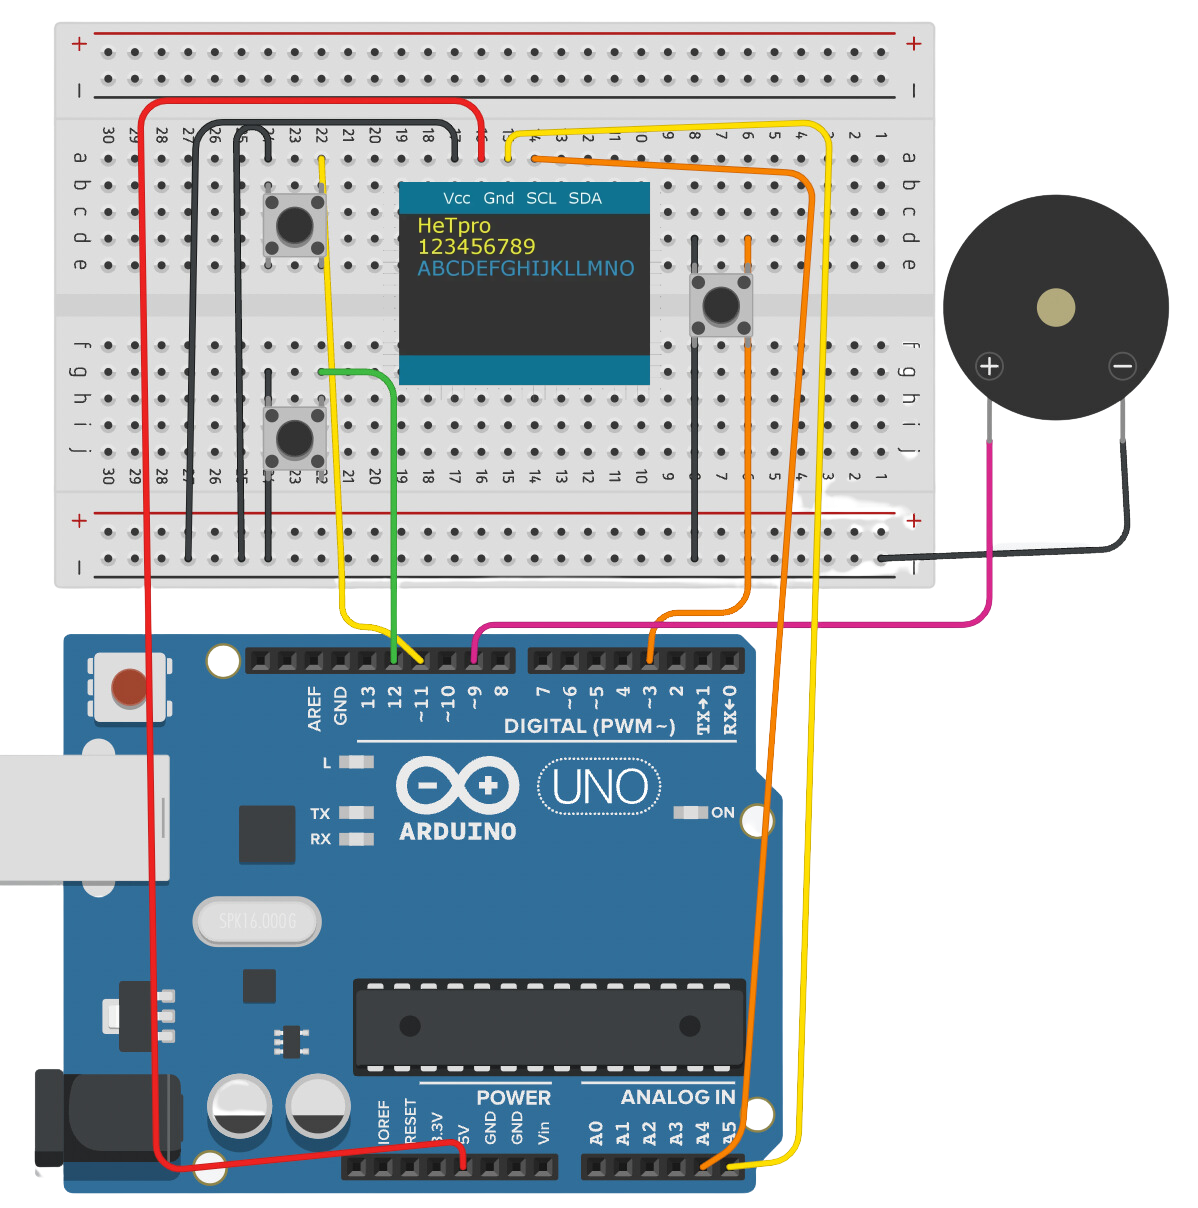 + +
− −
30 29 28 27 26 25 24 23 22 21 20 19 18 17 16 15 14 13 12 11 10 9 8 7 6 5 4 3 2 1
a a
b b
c c
d d
e e
Vcc Gnd SCL SDA
HeTpro
123456789
ABCDEFGHIJKLLMNO
+ −
f f
g g
h h
i i
j j
30 29 28 27 26 25 24 23 22 21 20 19 18 17 16 15 14 13 12 11 10 9 8 7 6 5 4 3 2 1
+ +
− −
AREF GND 13 12 ~11 ~10 ~9 8 7 ~6 ~5 4 ~3 2 TX→1 RX←0
DIGITAL (PWM~)
L
TX
RX
UNO
ON
ARDUINO
SPK16.000G
POWER
ANALOG IN
IOREF RESET 3.3V 5V GND GND Vin A0 A1 A2 A3 A4 A5